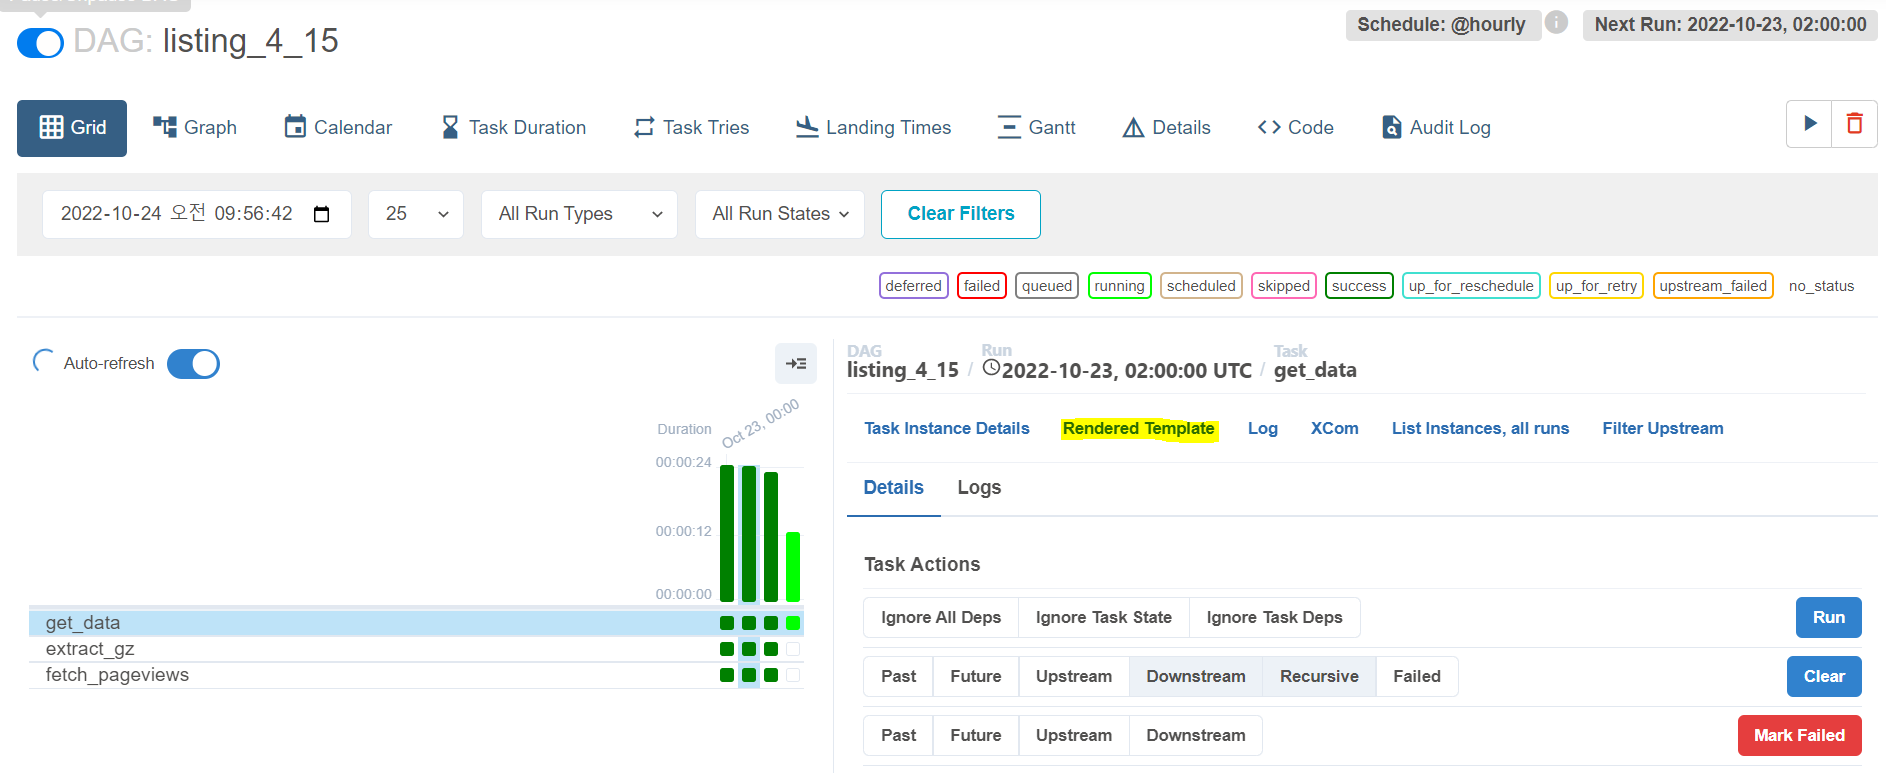 DAG: listing_4_15
Schedule: @hourly
Next Run: 2022-10-23, 02:00:00
Grid
Graph
Calendar
Task Duration
Task Tries
Landing Times
Gantt
Details
Code
Audit Log
2022-10-24 오전 09:56:42
25
All Run Types
All Run States
Clear Filters
deferred
failed
queued
running
scheduled
skipped
success
up_for_reschedule
up_for_retry
upstream_failed
no_status
Auto-refresh
Duration
Oct 23, 00:00
00:00:24
00:00:12
00:00:00
get_data
extract_gz
fetch_pageviews
DAG
listing_4_15
/
Run
2022-10-23, 02:00:00 UTC
/
Task
get_data
Task Instance Details
Rendered Template
Log
XCom
List Instances, all runs
Filter Upstream
Details
Logs
Task Actions
Ignore All Deps
Ignore Task State
Ignore Task Deps
Run
Past
Future
Upstream
Downstream
Recursive
Failed
Clear
Past
Future
Upstream
Downstream
Mark Failed